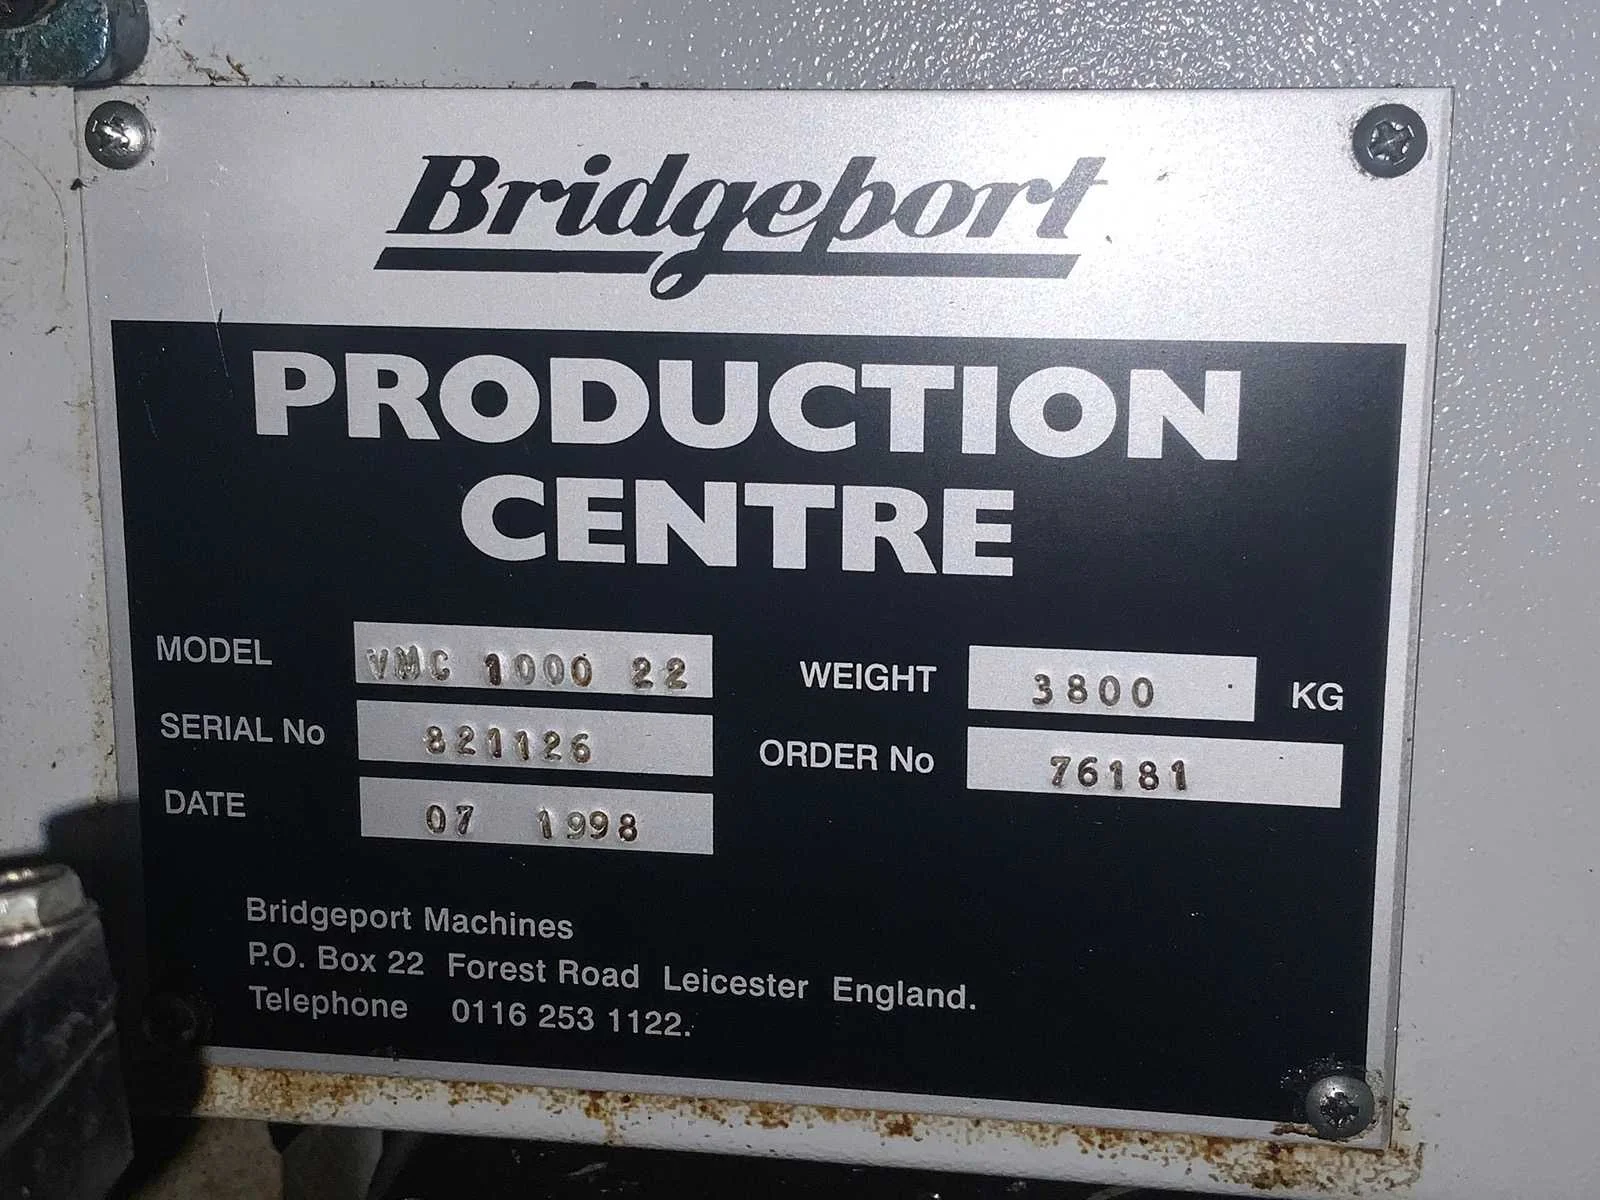 Bridgeport
PRODUCTION
CENTRE
MODEL VMC 1000 22
WEIGHT 3800 KG
SERIAL No 821126
ORDER No 76181
DATE 07 1998
Bridgeport Machines
P.O. Box 22 Forest Road Leicester England.
Telephone 0116 253 1122.